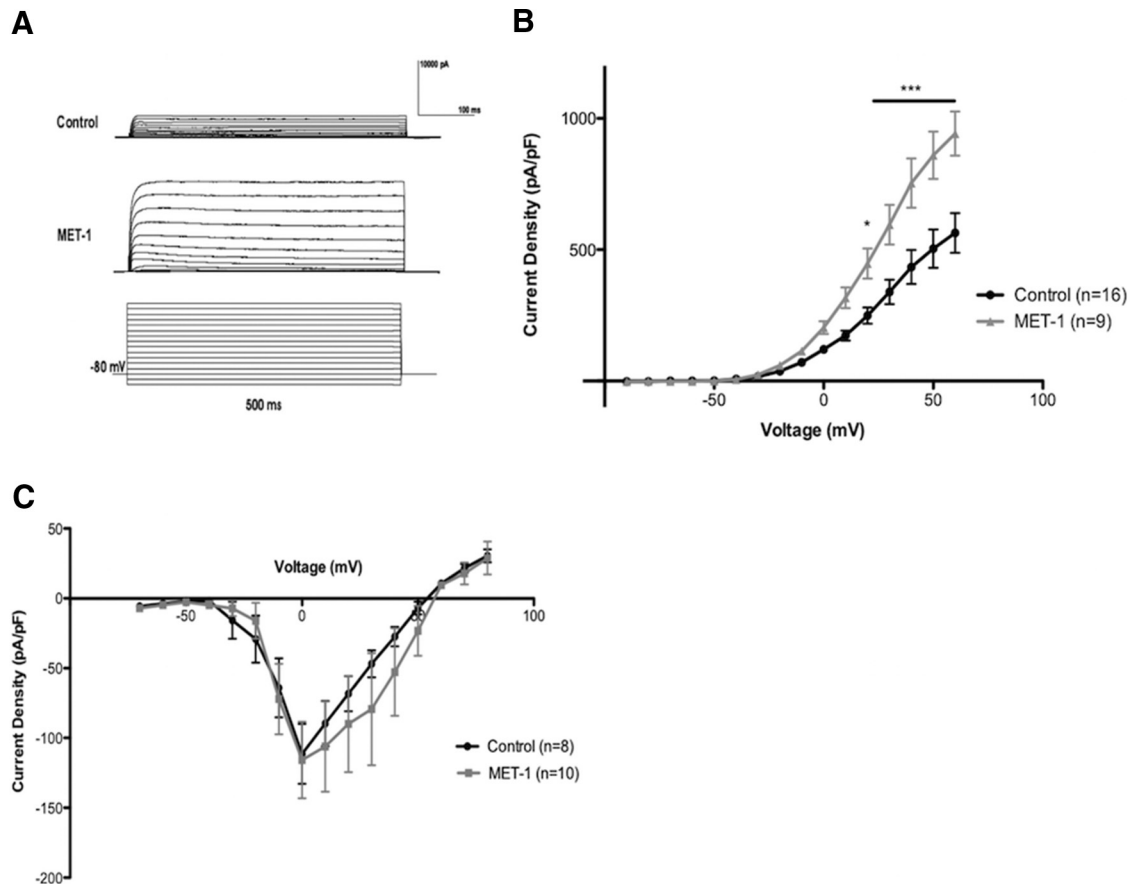 A
10000 pA
100 ms
Control
MET-1
-80 mV
500 ms
B
***
*
1000
500
-50
0
50
100
Current Density (pA/pF)
Voltage (mV)
Control (n=16)
MET-1 (n=9)
C
50
0
-50
-100
-150
-200
Voltage (mV)
-50
0
50
100
Current Density (pA/pF)
Control (n=8)
MET-1 (n=10)